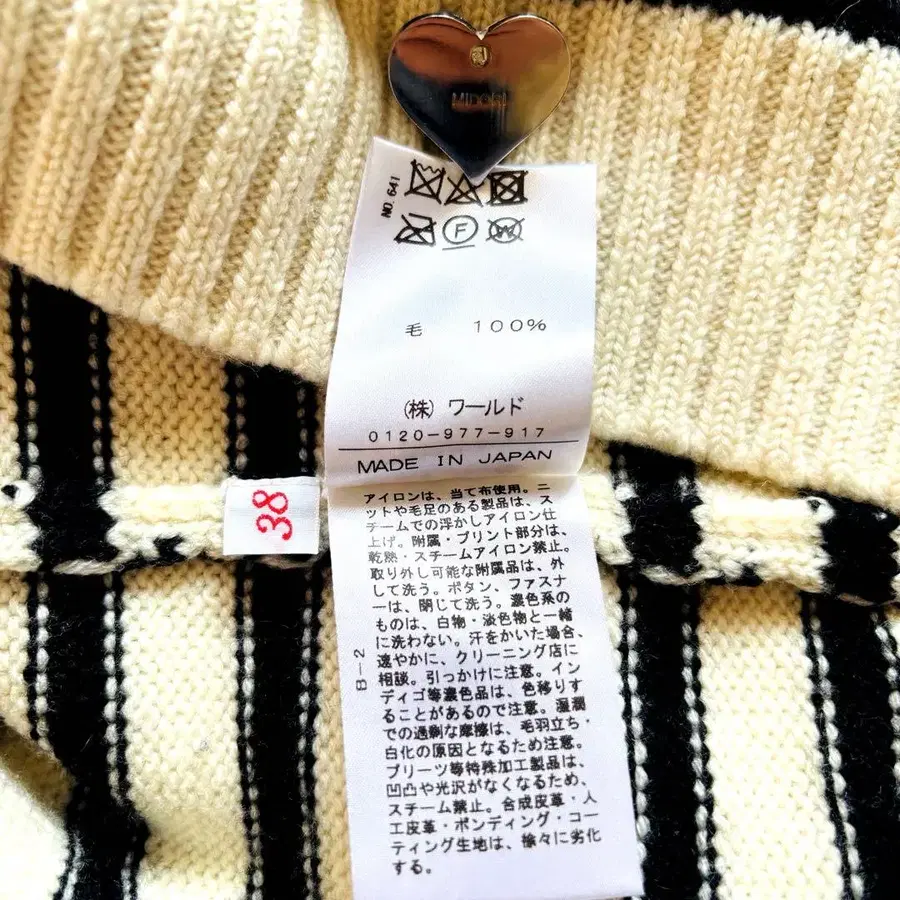 NO. 641
F
W
毛 100%
(株) ワールド
0120-977-917
MADE IN JAPAN
38
アイロンは、当て布使用。ニ
ットや毛足のある製品は、ス
チームでの浮かしアイロン仕
上げ。附属・プリント部分は、
乾熱・スチームアイロン禁止。
取り外し可能な附属品は、外
して洗う。ボタン、ファスナ
ーは、閉じて洗う。濃色系の
ものは、白物・淡色物と一緒
に洗わない。汗をかいた場合、
速やかに、クリーニング店に
相談。引っかけに注意。イン
ディゴ等濃色品は、色移りす
ることがあるので注意。湿潤
での過剰な摩擦は、毛羽立ち・
白化の原因となるため注意。
プリーツ等特殊加工製品は、
凹凸や光沢がなくなるため、
スチーム禁止。合成皮革・人
工皮革・ボンディング・コー
ティング生地は、徐々に劣化
する。
B-2